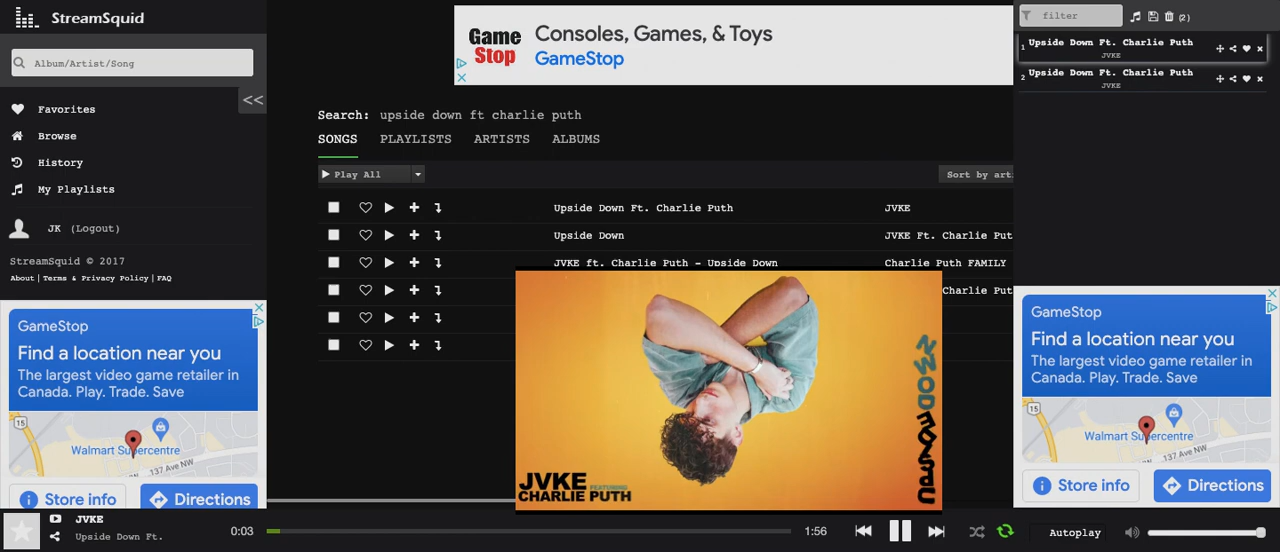 StreamSquid
Album/Artist/Song
<<
Favorites
Browse
History
My Playlists
JK (Logout)
StreamSquid © 2017
About | Terms & Privacy Policy | FAQ
GameStop
Find a location near you
The largest video game retailer in
Canada. Play. Trade. Save
15
Walmart Supercentre
137 Ave NW
Store info
Directions
Game
Stop
Consoles, Games, & Toys
GameStop
Search: upside down ft charlie puth
SONGS PLAYLISTS ARTISTS ALBUMS
Play All
Sort by art
Upside Down Ft. Charlie Puth JVKE
Upside Down JVKE Ft. Charlie Put
JVKE ft. Charlie Puth - Upside Down Charlie Puth FAMILY
Charlie Put
UPSIDE DOWN
JVKE FEATURING
CHARLIE PUTH
filter
(2)
1 Upside Down Ft. Charlie Puth
JVKE
2 Upside Down Ft. Charlie Puth
JVKE
GameStop
Find a location near you
The largest video game retailer in
Canada. Play. Trade. Save
15
Walmart Supercentre
137 Ave NW
Store info
Directions
JVKE
Upside Down Ft.
0:03
1:56
Autoplay